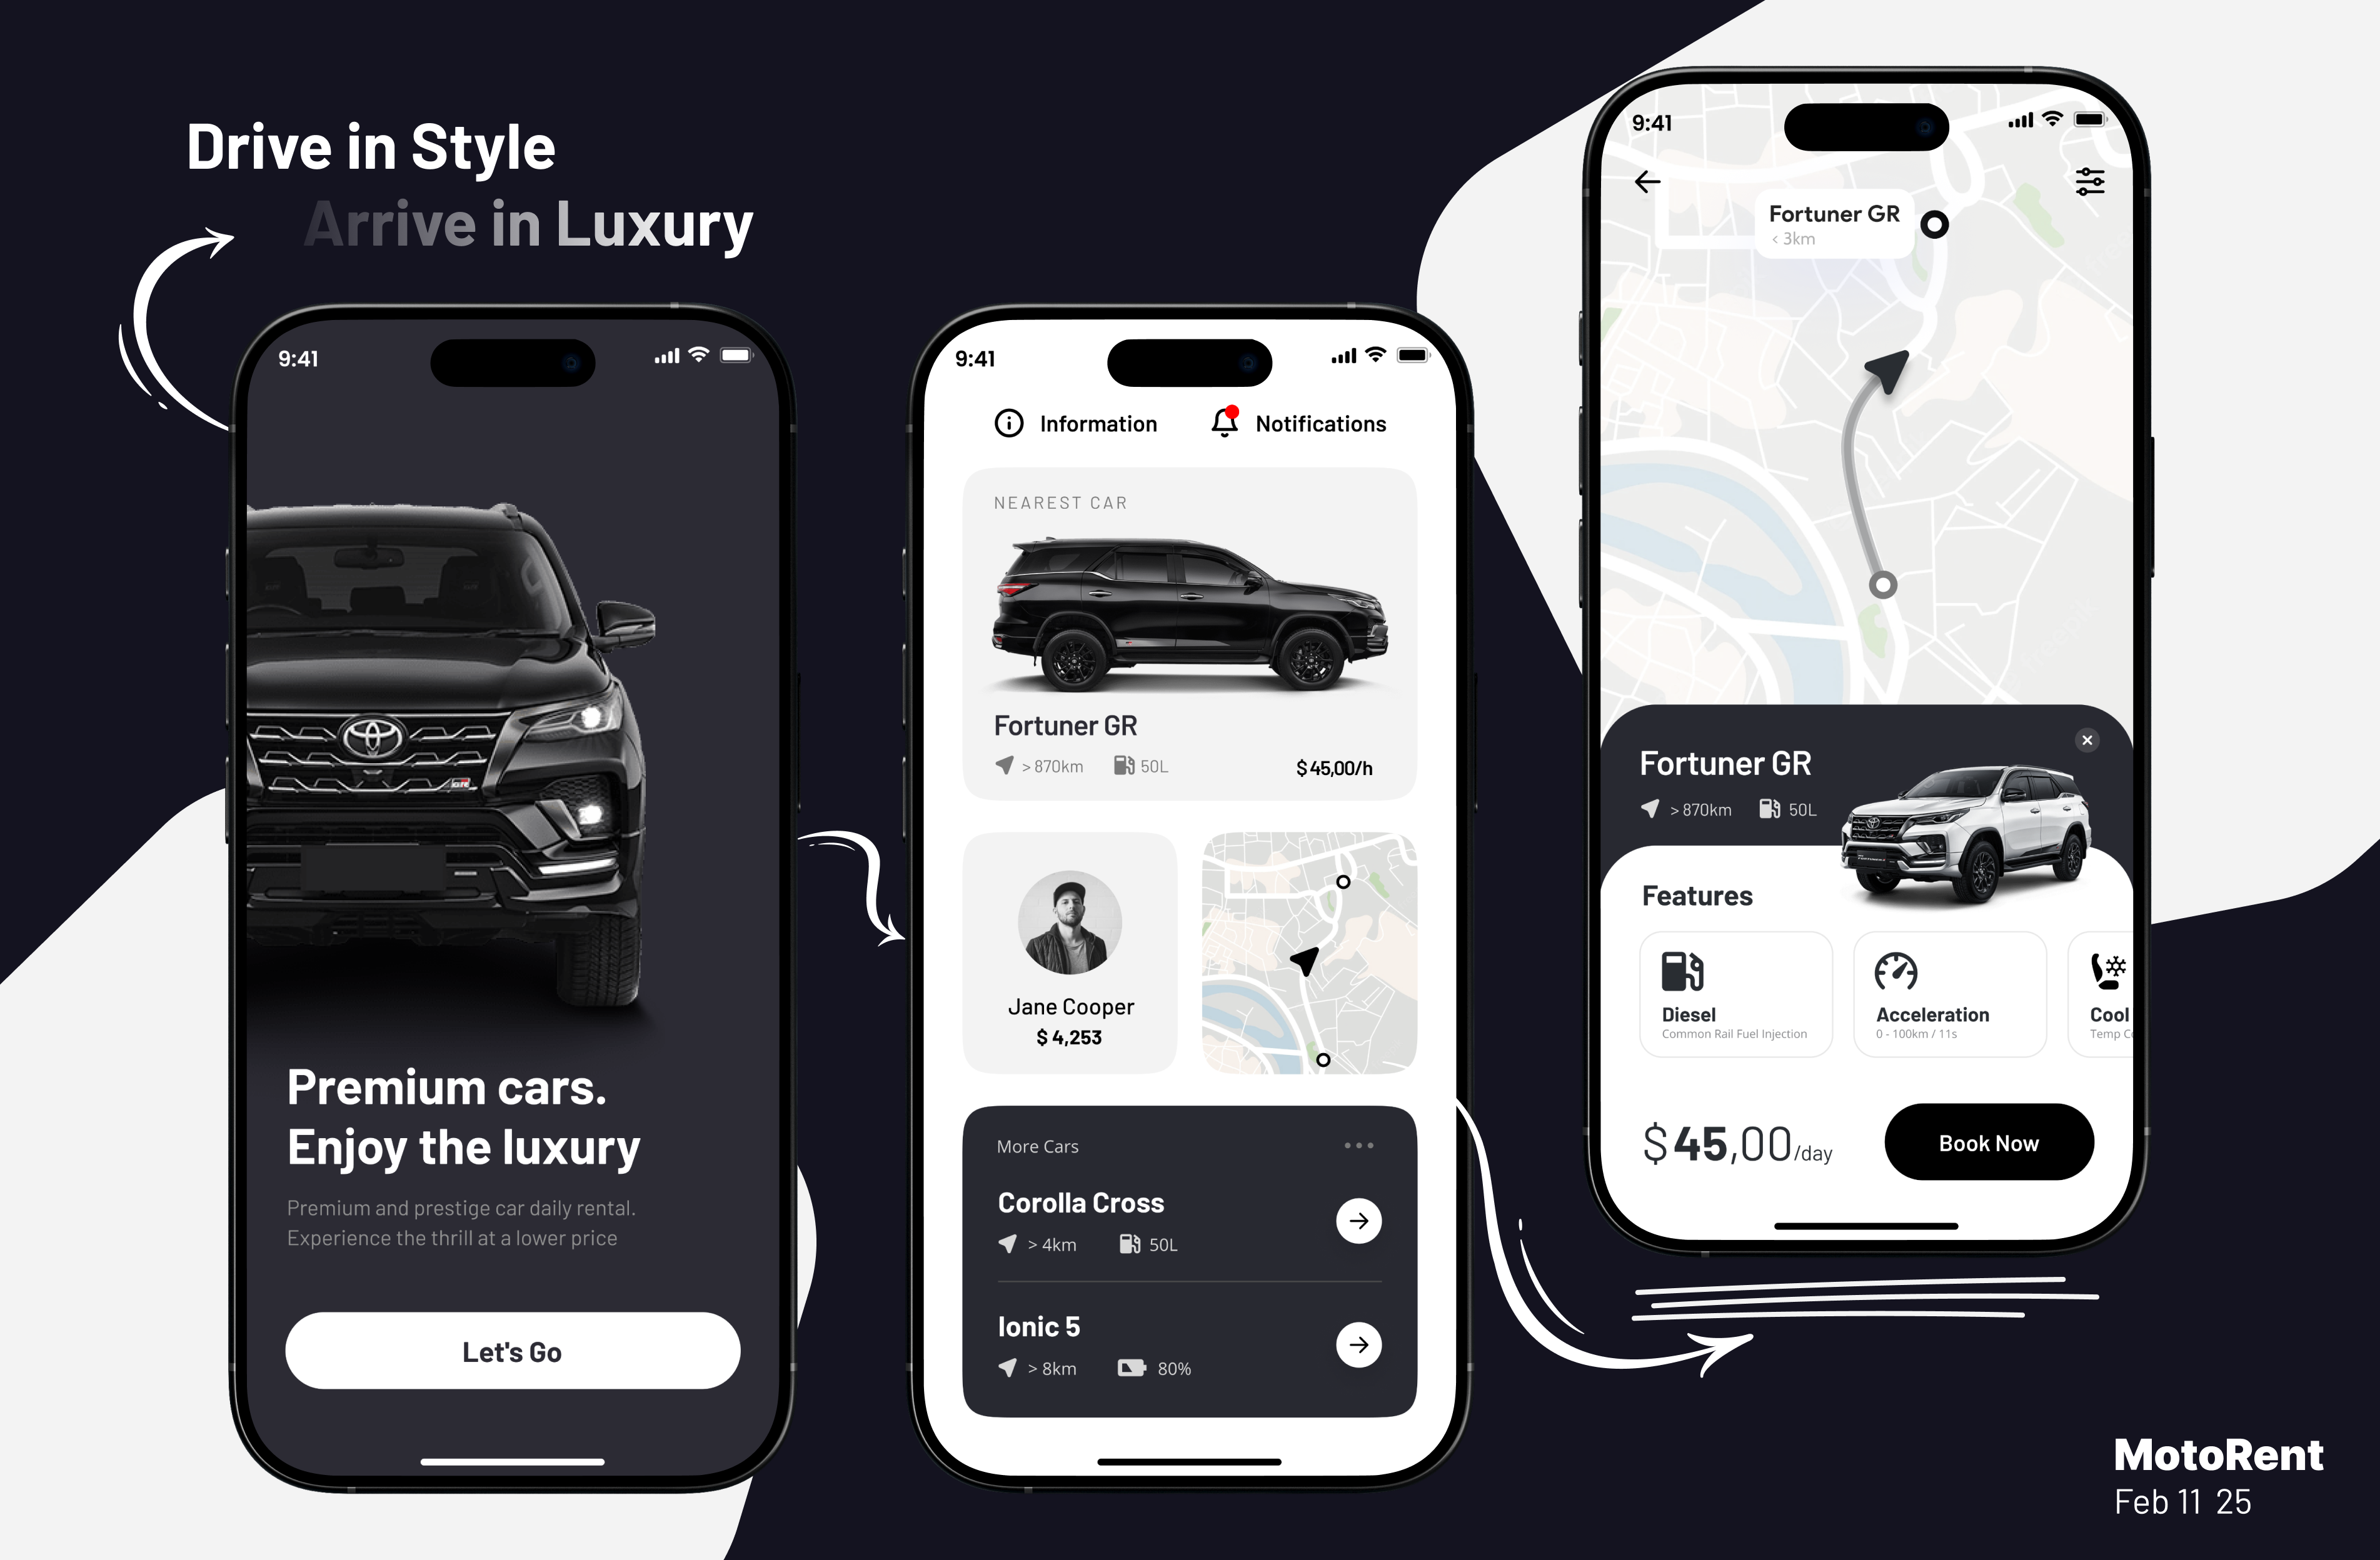 Drive in Style
Arrive in Luxury
9:41
Premium cars.
Enjoy the luxury
Premium and prestige car daily rental.
Experience the thrill at a lower price
Let's Go
9:41
Information
Notifications
NEAREST CAR
Fortuner GR
> 870km
50L
$45,00/h
Jane Cooper
$ 4,253
More Cars
Corolla Cross
> 4km
50L
Ionic 5
> 8km
80%
9:41
Fortuner GR
< 3km
Fortuner GR
> 870km
50L
Features
Diesel
Common Rail Fuel Injection
Acceleration
0 - 100km / 11s
Cool
Temp
$45,00/day
Book Now
MotoRent
Feb 11 25